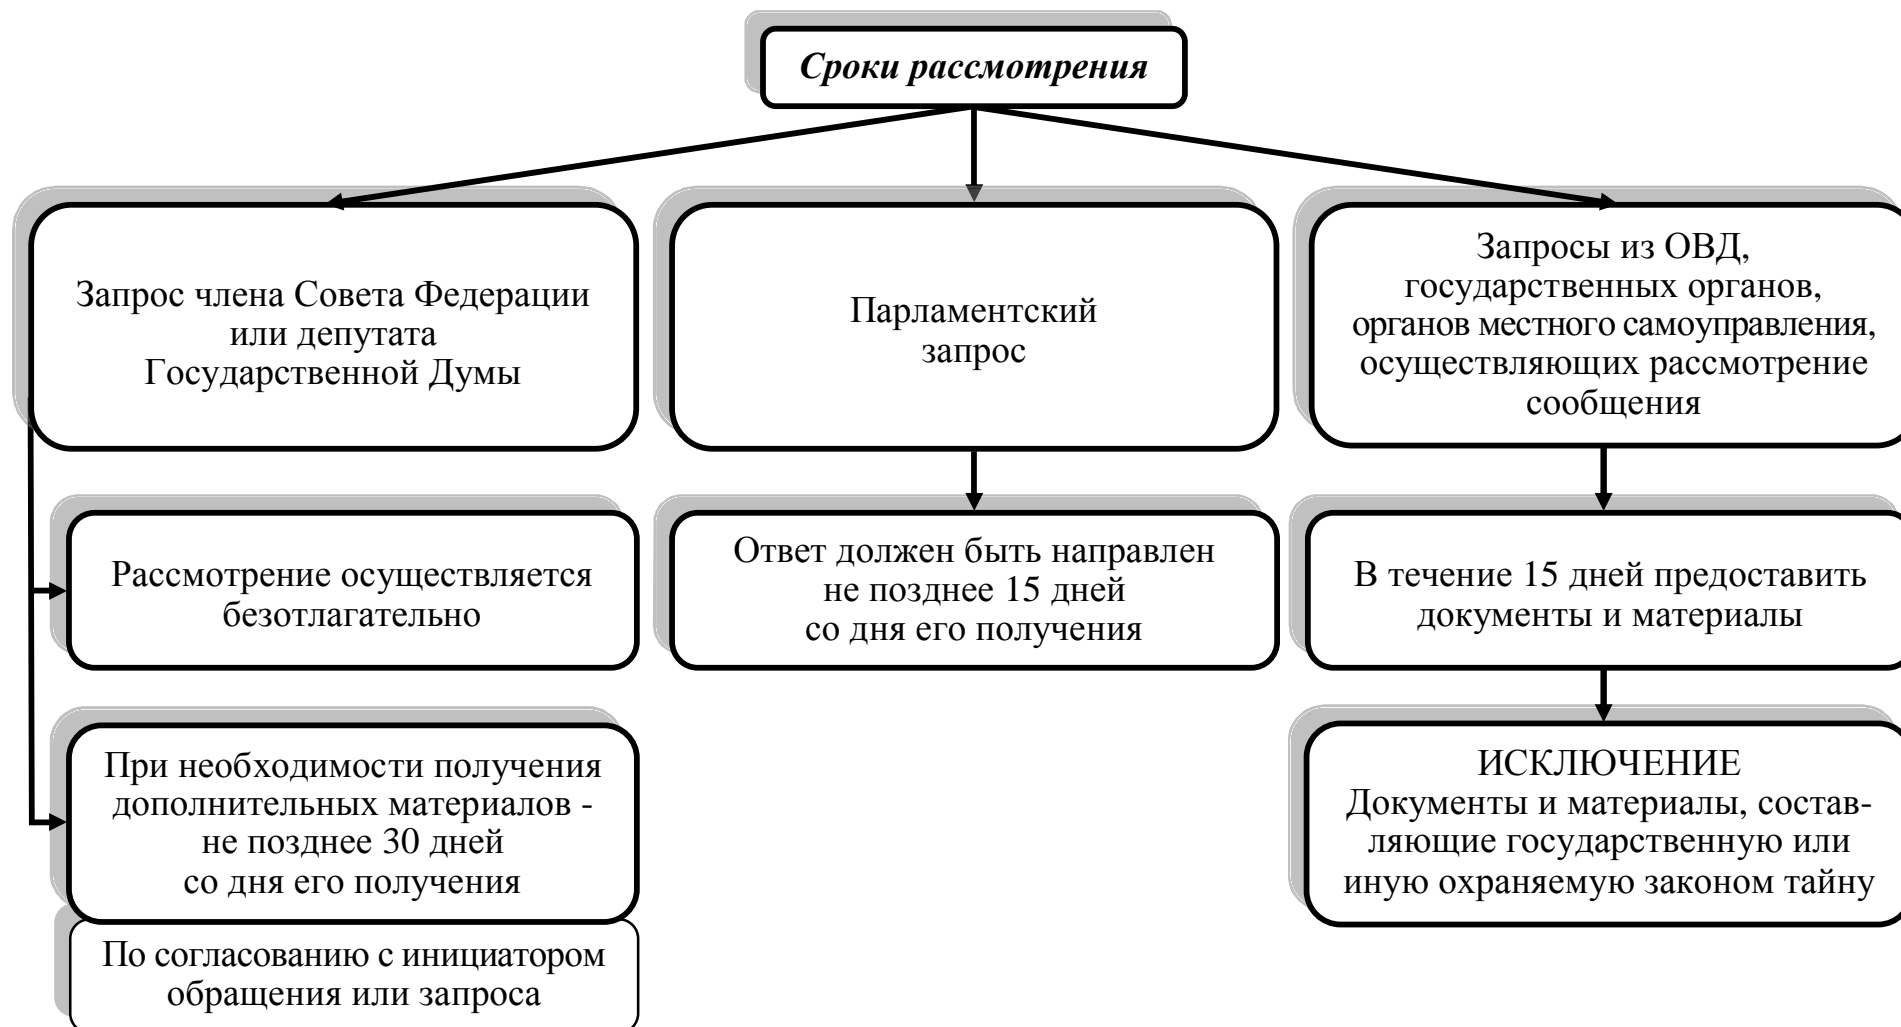 Сроки рассмотрения
Запрос члена Совета Федерации
или депутата
Государственной Думы
Парламентский
запрос
Запросы из ОВД,
государственных органов,
органов местного самоуправления,
осуществляющих рассмотрение
сообщения
Рассмотрение осуществляется
безотлагательно
Ответ должен быть направлен
не позднее 15 дней
со дня его получения
В течение 15 дней предоставить
документы и материалы
При необходимости получения
дополнительных материалов -
не позднее 30 дней
со дня его получения
ИСКЛЮЧЕНИЕ
Документы и материалы, состав-
ляющие государственную или
иную охраняемую законом тайну
По согласованию с инициатором
обращения или запроса